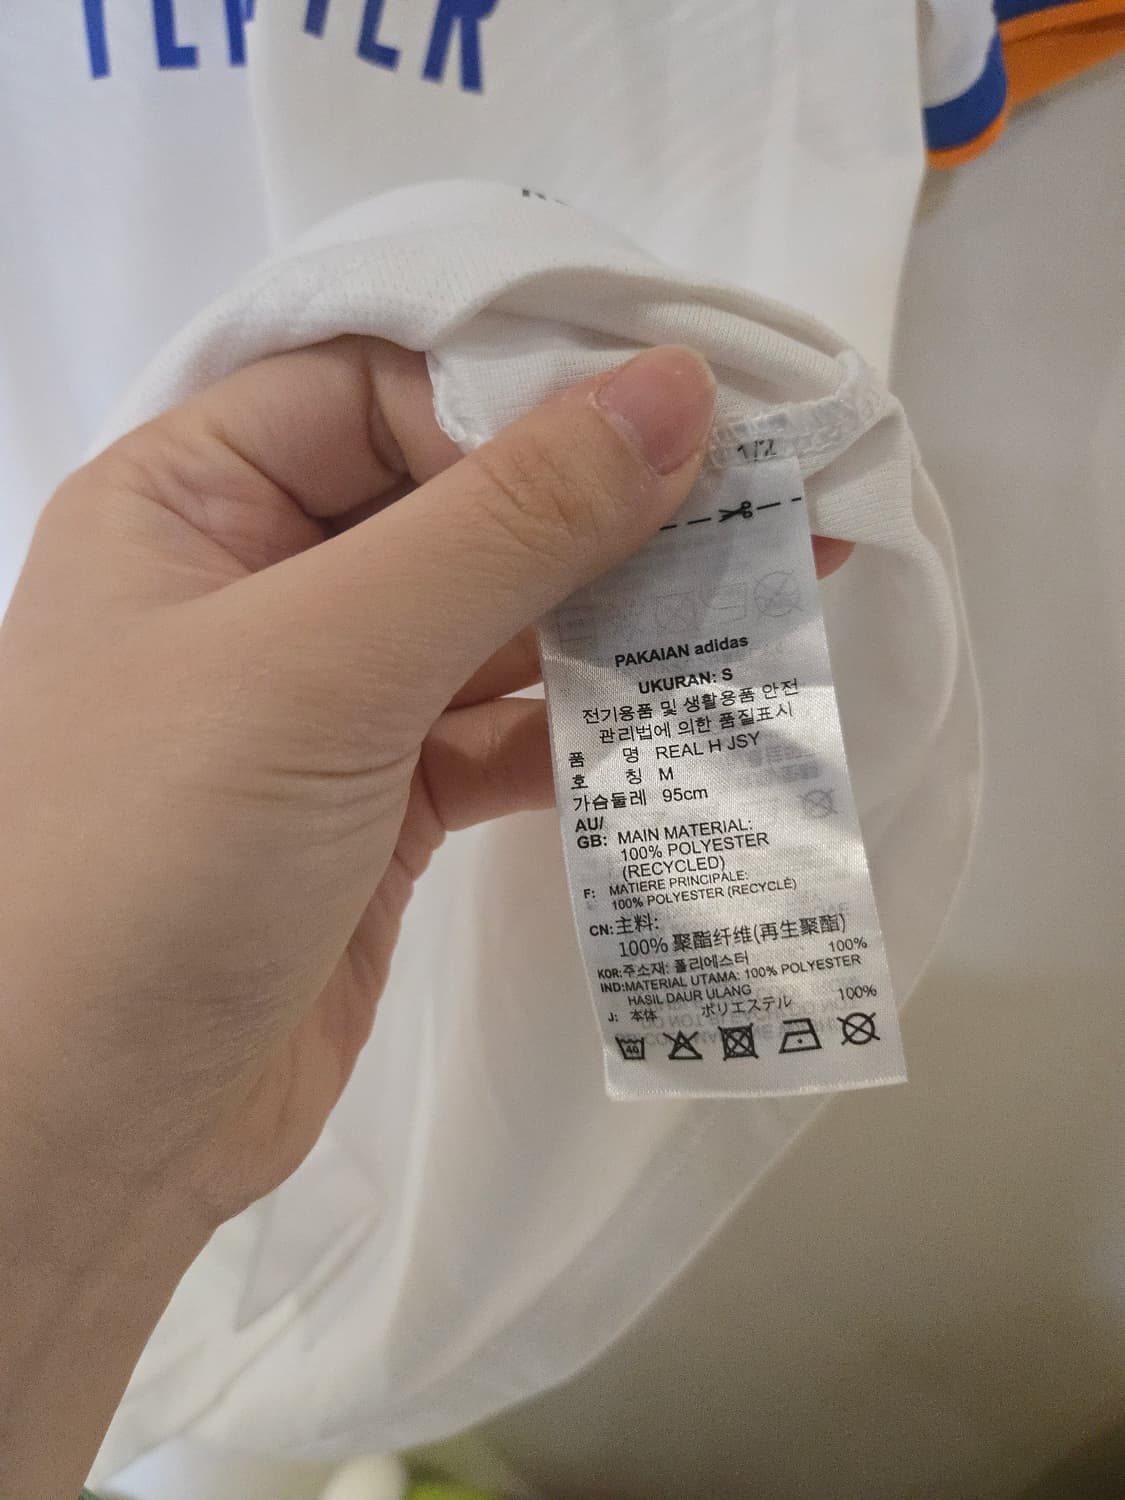 1/2
PAKAIAN adidas
UKURAN: S
전기용품 및 생활용품 안전
관리법에 의한 품질표시
품 명 REAL H JSY
호 칭 M
가슴둘레 95cm
AU/
GB: MAIN MATERIAL:
100% POLYESTER
(RECYCLED)
F: MATIERE PRINCIPALE:
100% POLYESTER (RECYCLÉ)
CN:主料:
100% 聚酯纤维(再生聚酯)
KOR:주소재: 폴리에스터 100%
IND:MATERIAL UTAMA: 100% POLYESTER
HASIL DAUR ULANG
J: 本体 ポリエステル 100%
40